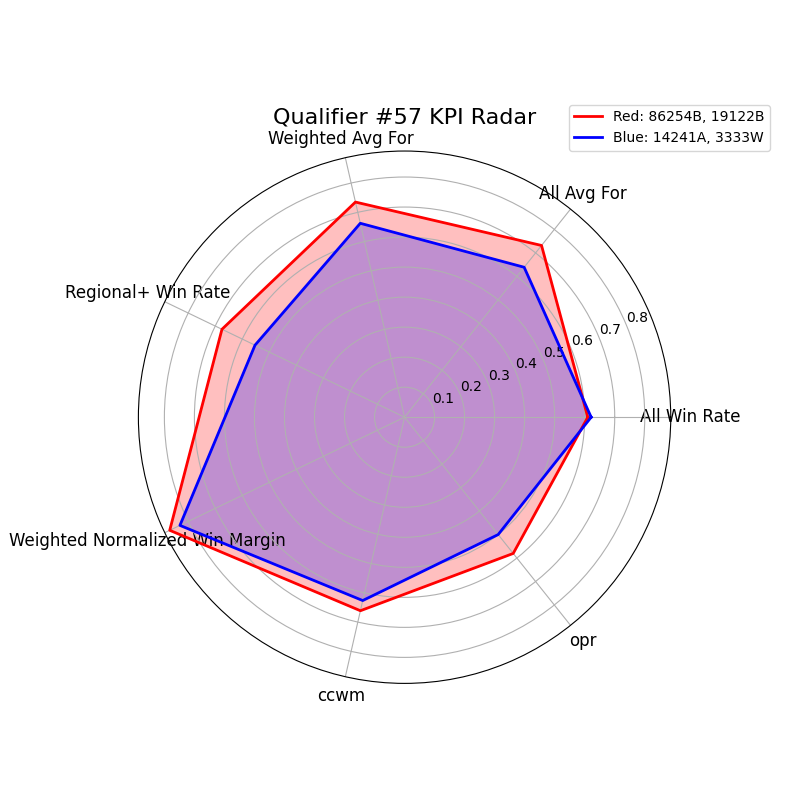 Qualifier #57 KPI Radar
Red: 86254B, 19122B
Blue: 14241A, 3333W
Weighted Avg For
All Avg For
Regional+ Win Rate
0.8
0.7
0.6
0.5
0.4
0.3
0.2
0.1
All Win Rate
Weighted Normalized Win Margin
opr
ccwm